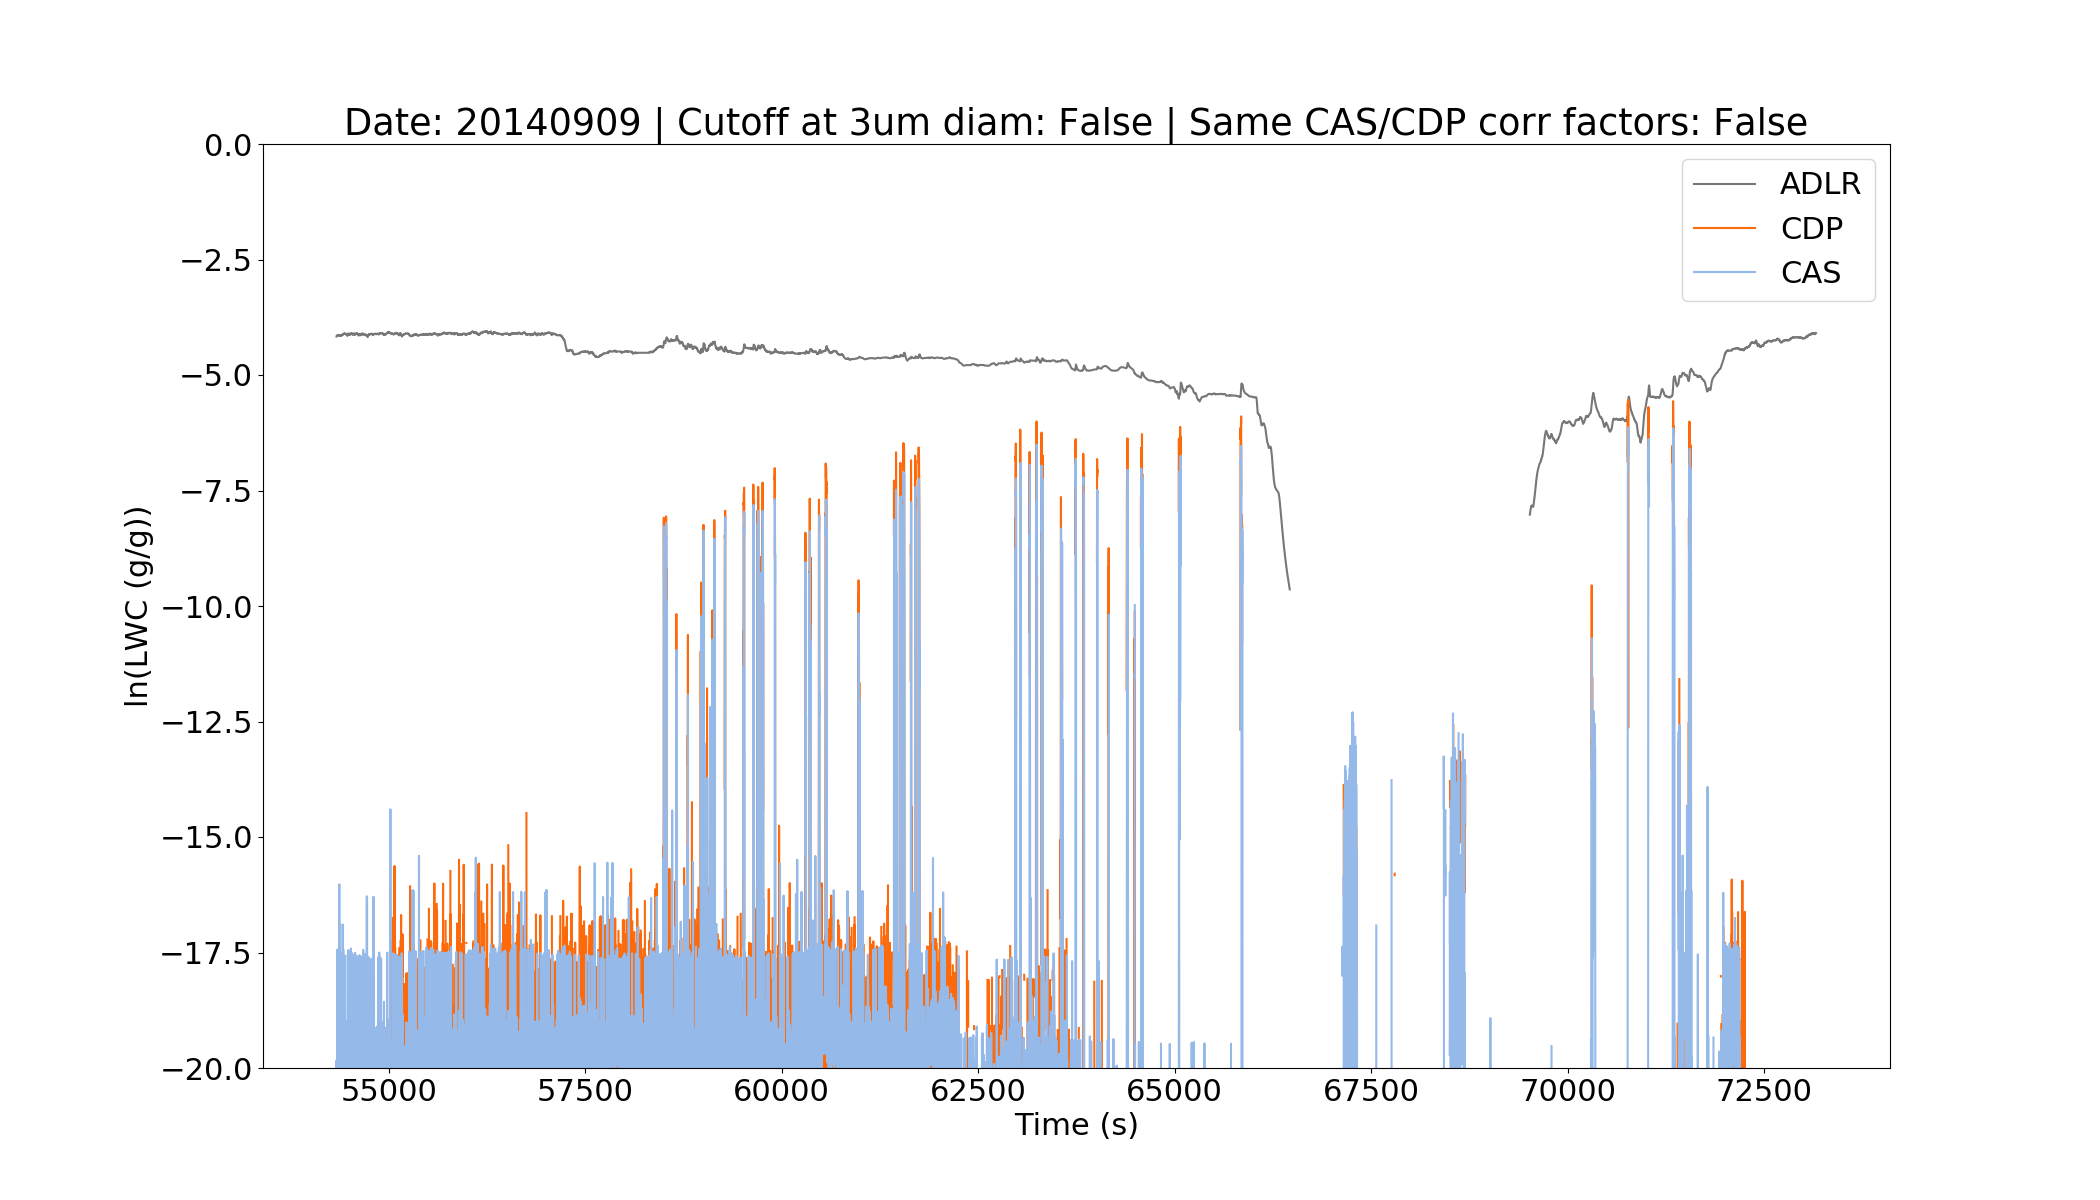 Date: 20140909 | Cutoff at 3um diam: False | Same CAS/CDP corr factors: False
ADLR
CDP
CAS
ln(LWC (g/g))
0.0
−2.5
−5.0
−7.5
−10.0
−12.5
−15.0
−17.5
−20.0
55000 57500 60000 62500 65000 67500 70000 72500
Time (s)